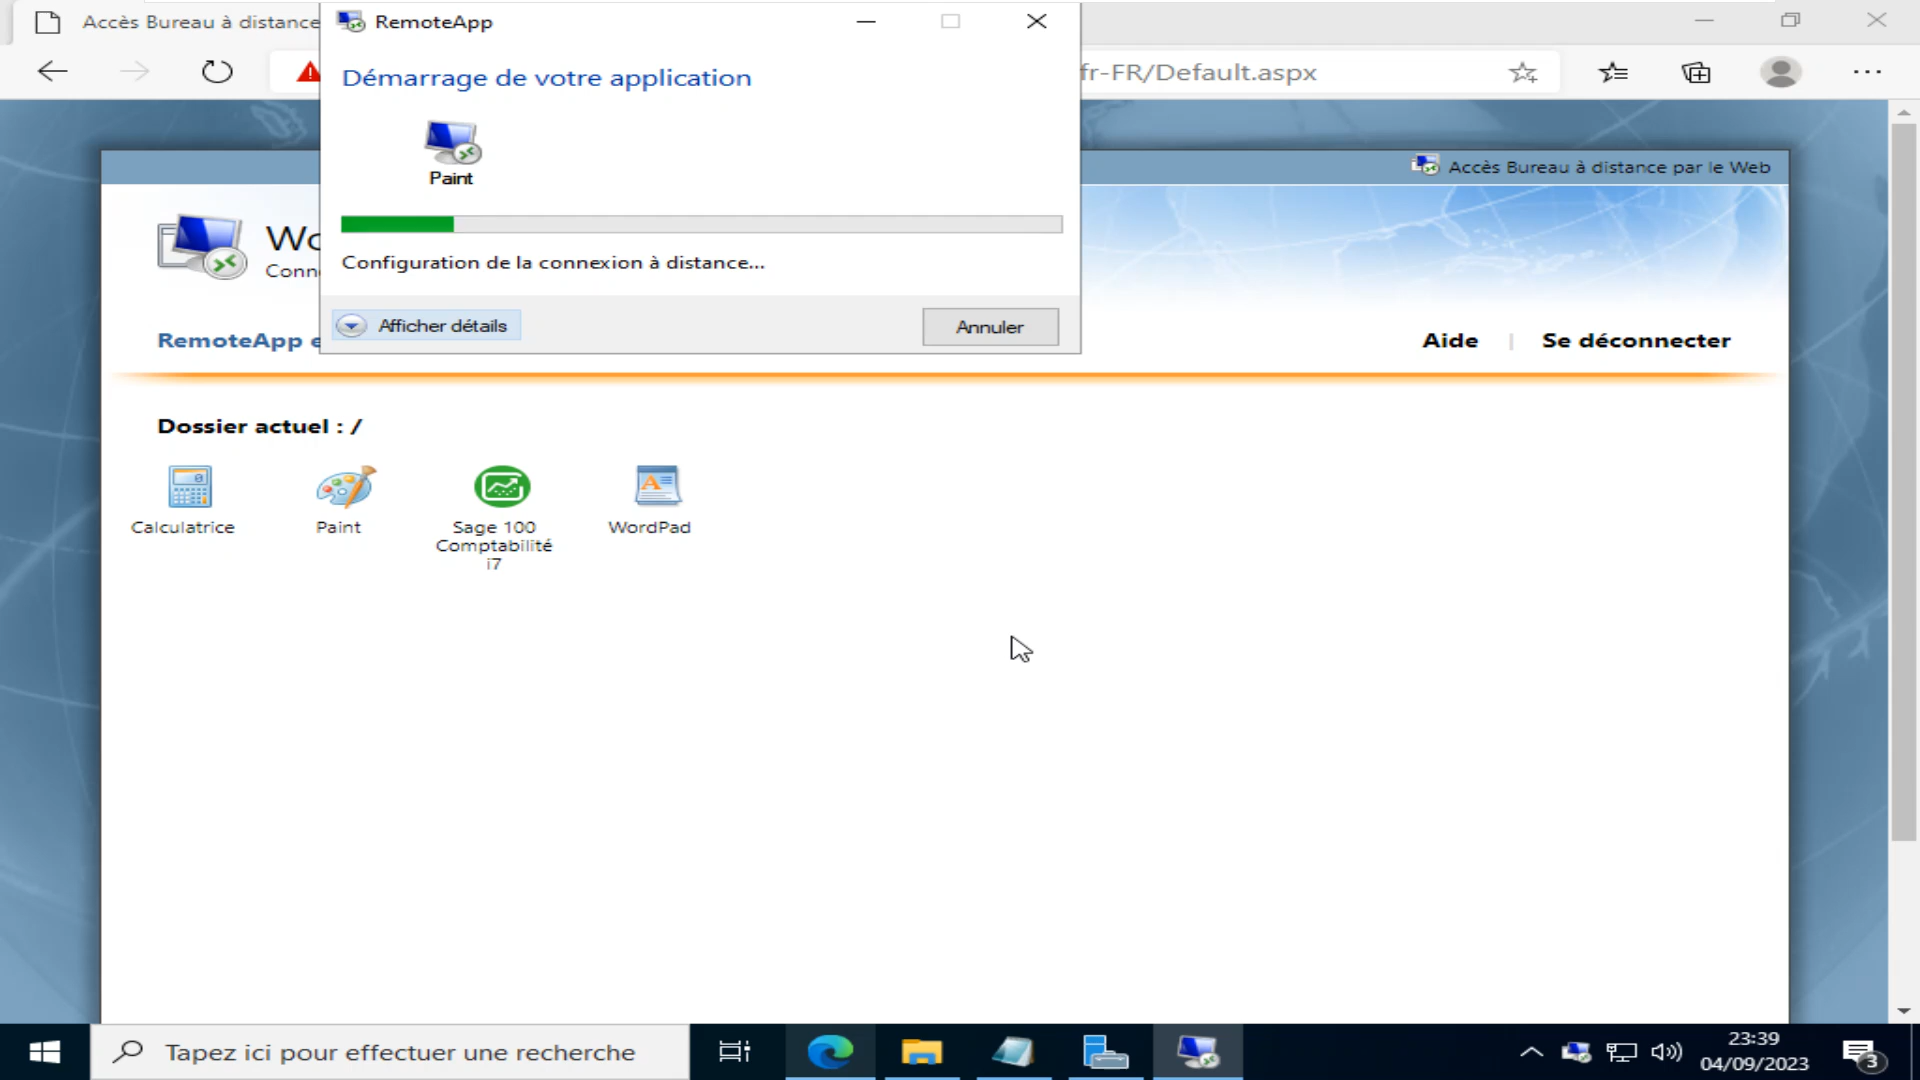 Accès Bureau à distance
RemoteApp
fr-FR/Default.aspx
Démarrage de votre application
Paint
Accès Bureau à distance par le Web
Configuration de la connexion à distance...
Afficher détails
Annuler
RemoteApp
Aide | Se déconnecter
Dossier actuel : /
Calculatrice
Paint
Sage 100
Comptabilité
i7
WordPad
Tapez ici pour effectuer une recherche
23:39
04/09/2023
3